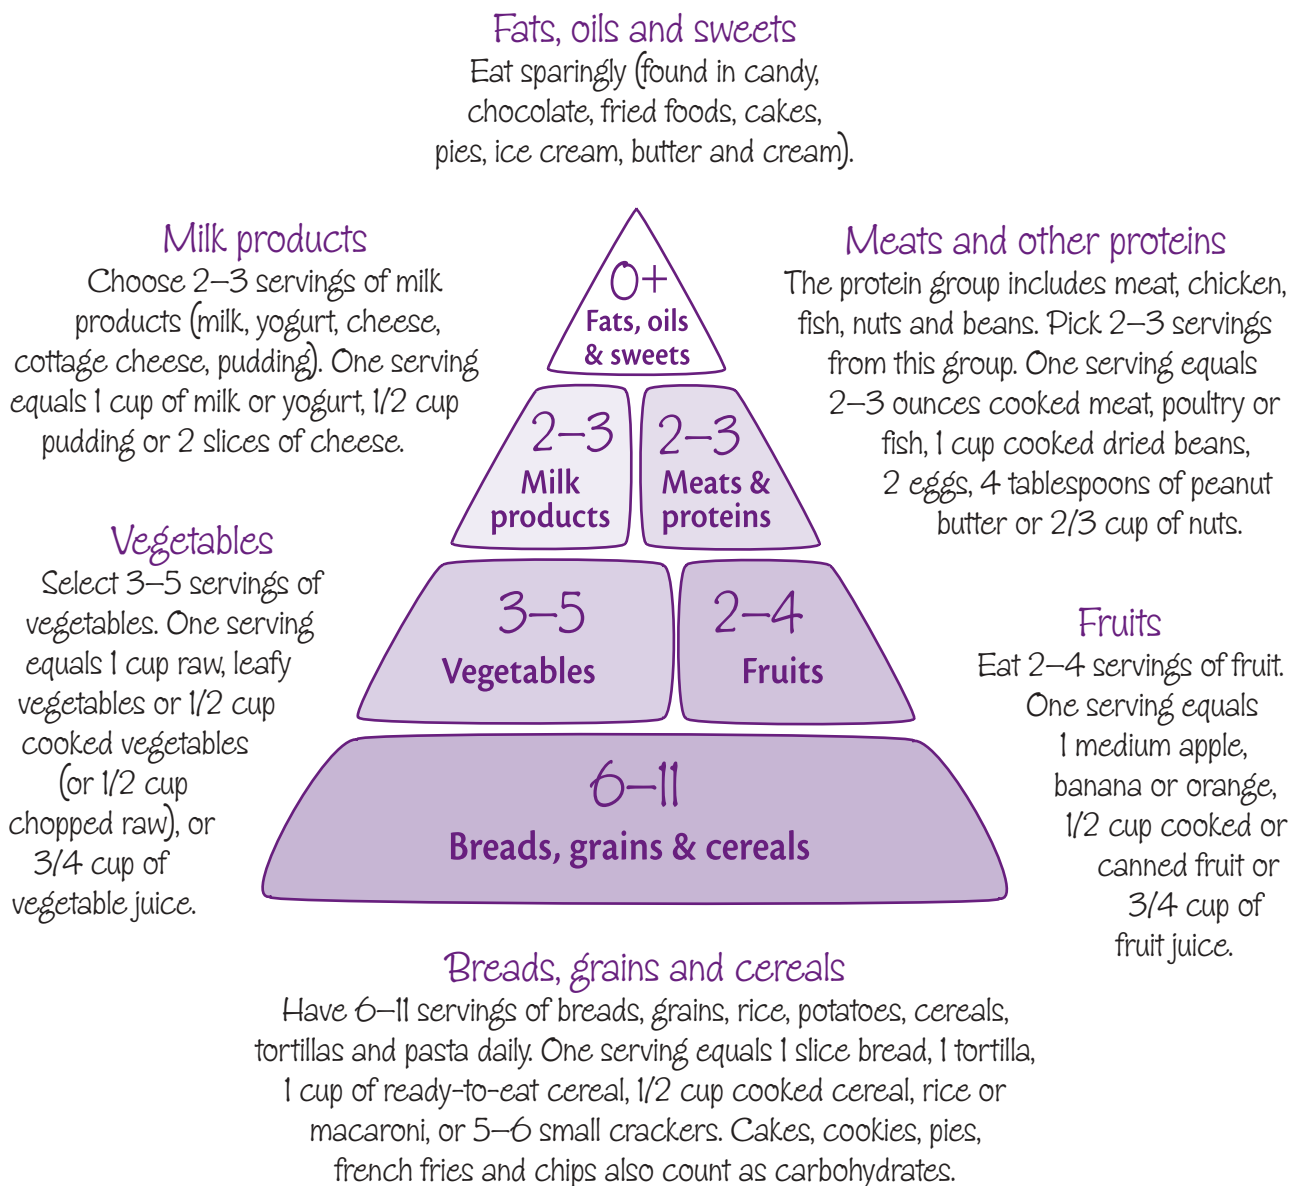 Fats, oils and sweets
Eat sparingly (found in candy,
chocolate, fried foods, cakes,
pies, ice cream, butter and cream).
Milk products
Choose 2–3 servings of milk
products (milk, yogurt, cheese,
cottage cheese, pudding). One serving
equals 1 cup of milk or yogurt, 1/2 cup
pudding or 2 slices of cheese.
Meats and other proteins
The protein group includes meat, chicken,
fish, nuts and beans. Pick 2–3 servings
from this group. One serving equals
2–3 ounces cooked meat, poultry or
fish, 1 cup cooked dried beans,
2 eggs, 4 tablespoons of peanut
butter or 2/3 cup of nuts.
0+
Fats, oils
& sweets
2–3
Milk
products
2–3
Meats &
proteins
Vegetables
Select 3–5 servings of
vegetables. One serving
equals 1 cup raw, leafy
vegetables or 1/2 cup
cooked vegetables
(or 1/2 cup
chopped raw), or
3/4 cup of
vegetable juice.
3–5
Vegetables
2–4
Fruits
Fruits
Eat 2–4 servings of fruit.
One serving equals
1 medium apple,
banana or orange,
1/2 cup cooked or
canned fruit or
3/4 cup of
fruit juice.
6–11
Breads, grains & cereals
Breads, grains and cereals
Have 6–11 servings of breads, grains, rice, potatoes, cereals,
tortillas and pasta daily. One serving equals 1 slice bread, 1 tortilla,
1 cup of ready-to-eat cereal, 1/2 cup cooked cereal, rice or
macaroni, or 5–6 small crackers. Cakes, cookies, pies,
french fries and chips also count as carbohydrates.